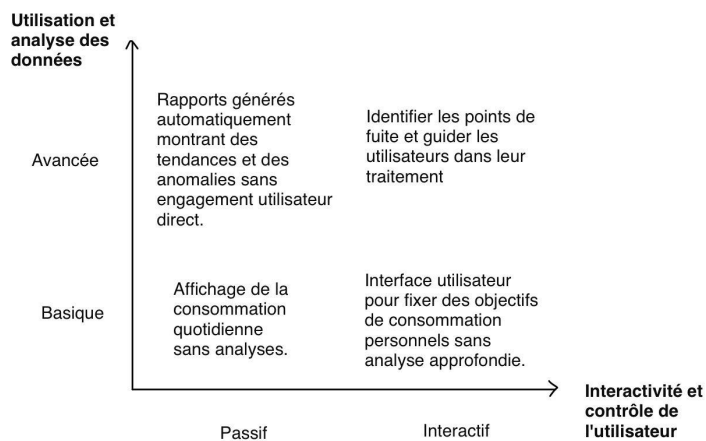 Utilisation et
analyse des
données
Avancée
Rapports générés
automatiquement
montrant des
tendances et des
anomalies sans
engagement utilisateur
direct.
Identifier les points de
fuite et guider les
utilisateurs dans leur
traitement
Basique
Affichage de la
consommation
quotidienne
sans analyses.
Interface utilisateur
pour fixer des objectifs
de consommation
personnels sans
analyse approfondie.
Passif
Interactif
Interactivité et
contrôle de
l'utilisateur